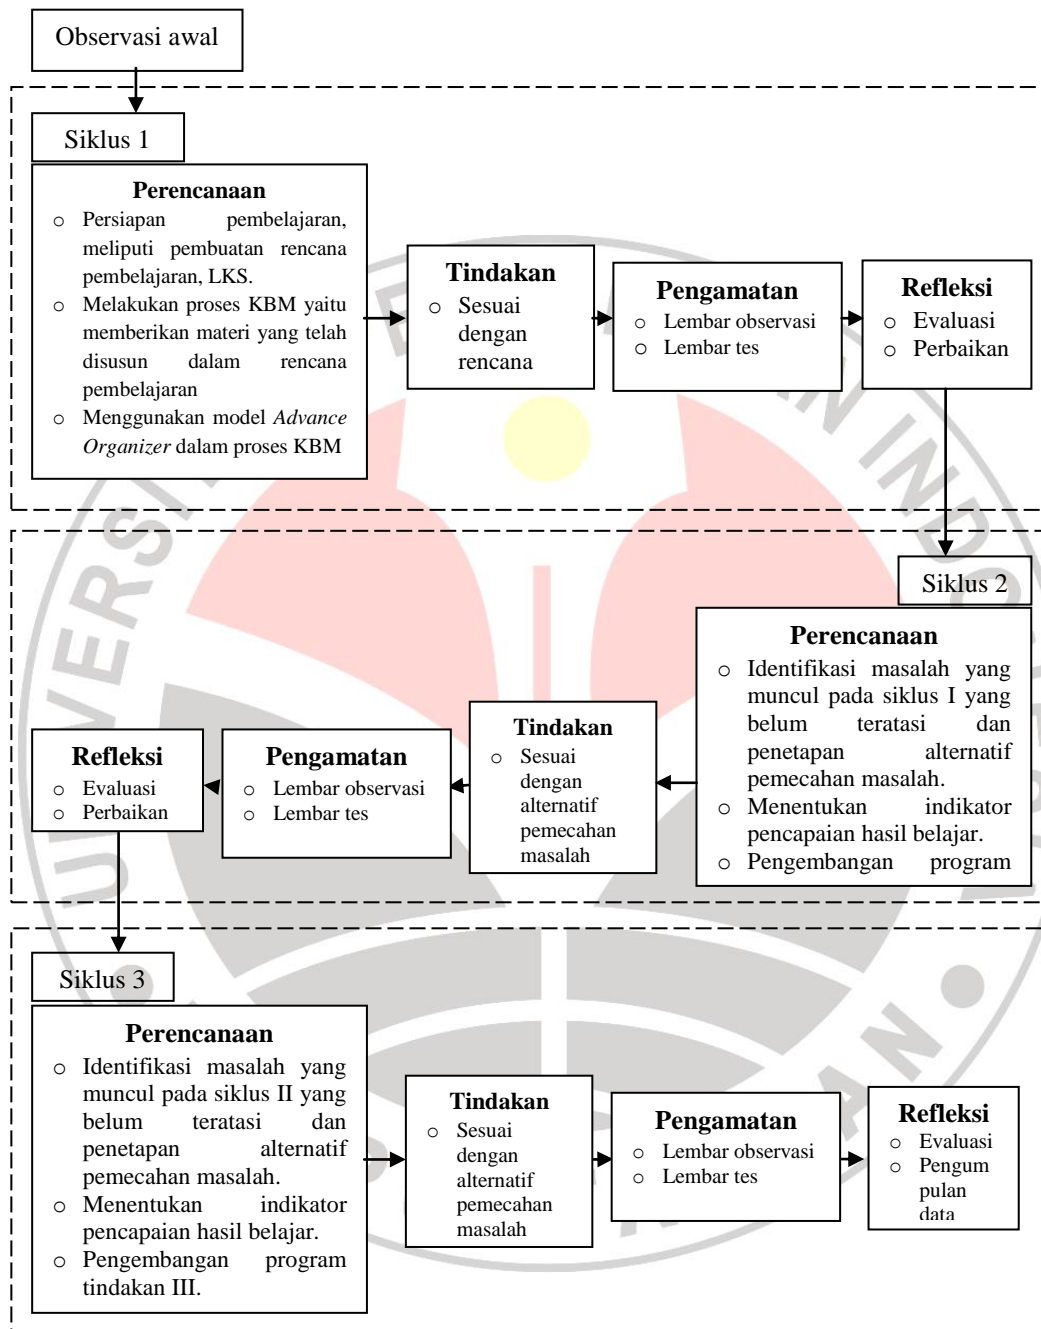 Observasi awal
Siklus 1
Perencanaan
○ Persiapan pembelajaran,
meliputi pembuatan rencana
pembelajaran, LKS.
○ Melakukan proses KBM yaitu
memberikan materi yang telah
disusun dalam rencana
pembelajaran
○ Menggunakan model Advance
Organizer dalam proses KBM
Tindakan
○ Sesuai
dengan
rencana
Pengamatan
○ Lembar observasi
○ Lembar tes
Refleksi
○ Evaluasi
○ Perbaikan
Siklus 2
Perencanaan
○ Identifikasi masalah yang
muncul pada siklus I yang
belum teratasi dan
penetapan alternatif
pemecahan masalah.
○ Menentukan indikator
pencapaian hasil belajar.
○ Pengembangan program
Tindakan
○ Sesuai
dengan
alternatif
pemecahan
masalah
Pengamatan
○ Lembar observasi
○ Lembar tes
Refleksi
○ Evaluasi
○ Perbaikan
Siklus 3
Perencanaan
○ Identifikasi masalah yang
muncul pada siklus II yang
belum teratasi dan
penetapan alternatif
pemecahan masalah.
○ Menentukan indikator
pencapaian hasil belajar.
○ Pengembangan program
tindakan III.
Tindakan
○ Sesuai
dengan
alternatif
pemecahan
masalah
Pengamatan
○ Lembar observasi
○ Lembar tes
Refleksi
○ Evaluasi
○ Pengum
pulan
data